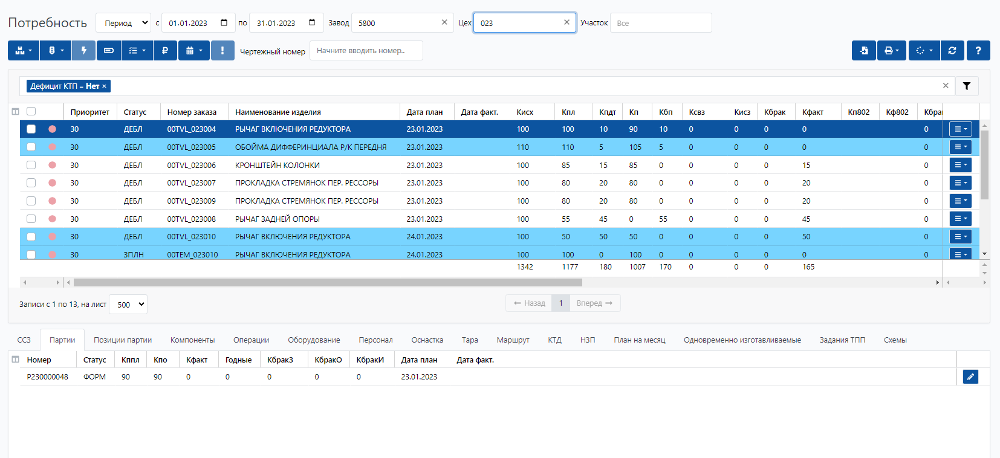 Потребность Период с 01.01.2023 по 31.01.2023 Завод 5800 × Цех 023 × Участок Все
Чертежный номер Начните вводить номер..
Дефицит КТП = Нет ×
Приоритет Статус Номер заказа Наименование изделия Дата план Дата факт. Кисх Кпл Кпдт Кп Кбп Ксвз Кисз Кбрак Кфакт Кп802 Кф802 Кбра
30 ДЕБЛ 00TVL_023004 РЫЧАГ ВКЛЮЧЕНИЯ РЕДУКТОРА 23.01.2023 100 100 10 90 10 0 0 0 0 0
30 ДЕБЛ 00TVL_023005 ОБОЙМА ДИФФЕРИНЦИАЛА Р/К ПЕРЕДНЯ 23.01.2023 110 110 5 105 5 0 0 0 0 0
30 ДЕБЛ 00TVL_023006 КРОНШТЕЙН КОЛОНКИ 23.01.2023 100 85 15 85 0 0 0 0 15 0
30 ДЕБЛ 00TVL_023007 ПРОКЛАДКА СТРЕМЯНОК ПЕР. РЕССОРЫ 23.01.2023 100 80 20 80 0 0 0 0 20 0
30 ДЕБЛ 00TVL_023009 ПРОКЛАДКА СТРЕМЯНОК ПЕР. РЕССОРЫ 23.01.2023 100 80 20 80 0 0 0 0 20 0
30 ДЕБЛ 00TVL_023008 РЫЧАГ ЗАДНЕЙ ОПОРЫ 23.01.2023 100 55 45 0 55 0 0 0 45 0
30 ДЕБЛ 00TVL_023010 РЫЧАГ ВКЛЮЧЕНИЯ РЕДУКТОРА 24.01.2023 100 50 50 50 0 0 0 0 50 0
30 ЗПЛН 00TEM_023010 РЫЧАГ ВКЛЮЧЕНИЯ РЕДУКТОРА 24.01.2023 100 100 0 100 0 0 0 0 0 0
1342 1177 180 1007 170 0 0 0 165
Записи с 1 по 13, на лист 500 ← Назад 1 Вперед →
ССЗ Партии Позиции партии Компоненты Операции Оборудование Персонал Оснастка Тара Маршрут КТД НЗП План на месяц Одновременно изготавливаемые Задания ТПП Схемы
Номер Статус Кппл Кпо Кфакт Годные КбракЗ КбракО КбракИ Дата план Дата факт.
P230000048 ФОРМ 90 90 0 0 0 0 0 23.01.2023